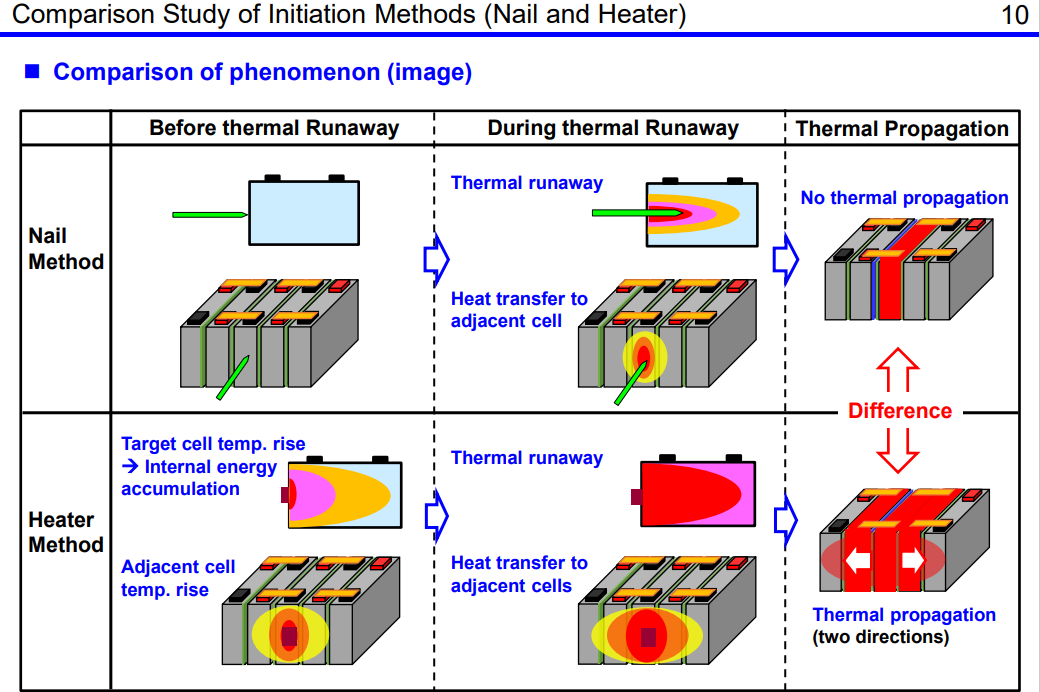 Comparison Study of Initiation Methods (Nail and Heater)
10
Comparison of phenomenon (image)
Before thermal Runaway
During thermal Runaway
Thermal Propagation
Nail
Method
Thermal runaway
Heat transfer to
adjacent cell
No thermal propagation
Difference
Heater
Method
Target cell temp. rise
→ Internal energy
accumulation
Adjacent cell
temp. rise
Thermal runaway
Heat transfer to
adjacent cells
Thermal propagation
(two directions)